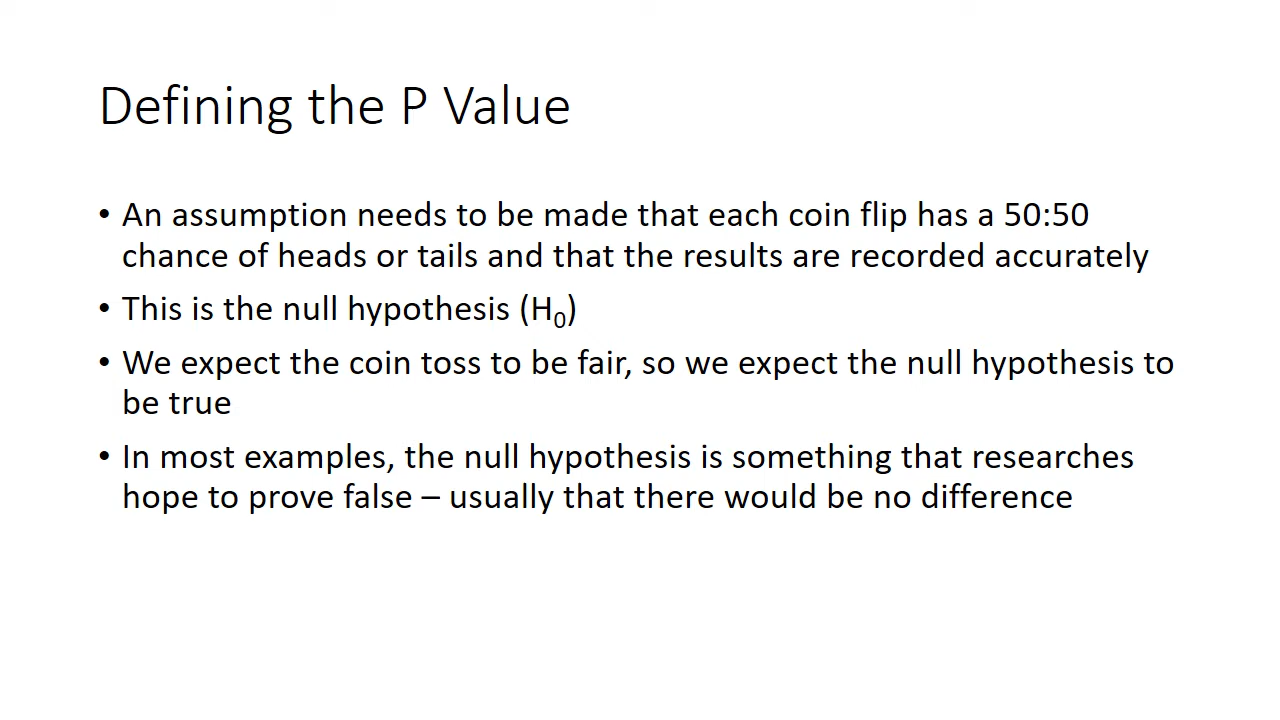 Defining the P Value
• An assumption needs to be made that each coin flip has a 50:50
chance of heads or tails and that the results are recorded accurately
• This is the null hypothesis (H₀)
• We expect the coin toss to be fair, so we expect the null hypothesis to
be true
• In most examples, the null hypothesis is something that researches
hope to prove false – usually that there would be no difference